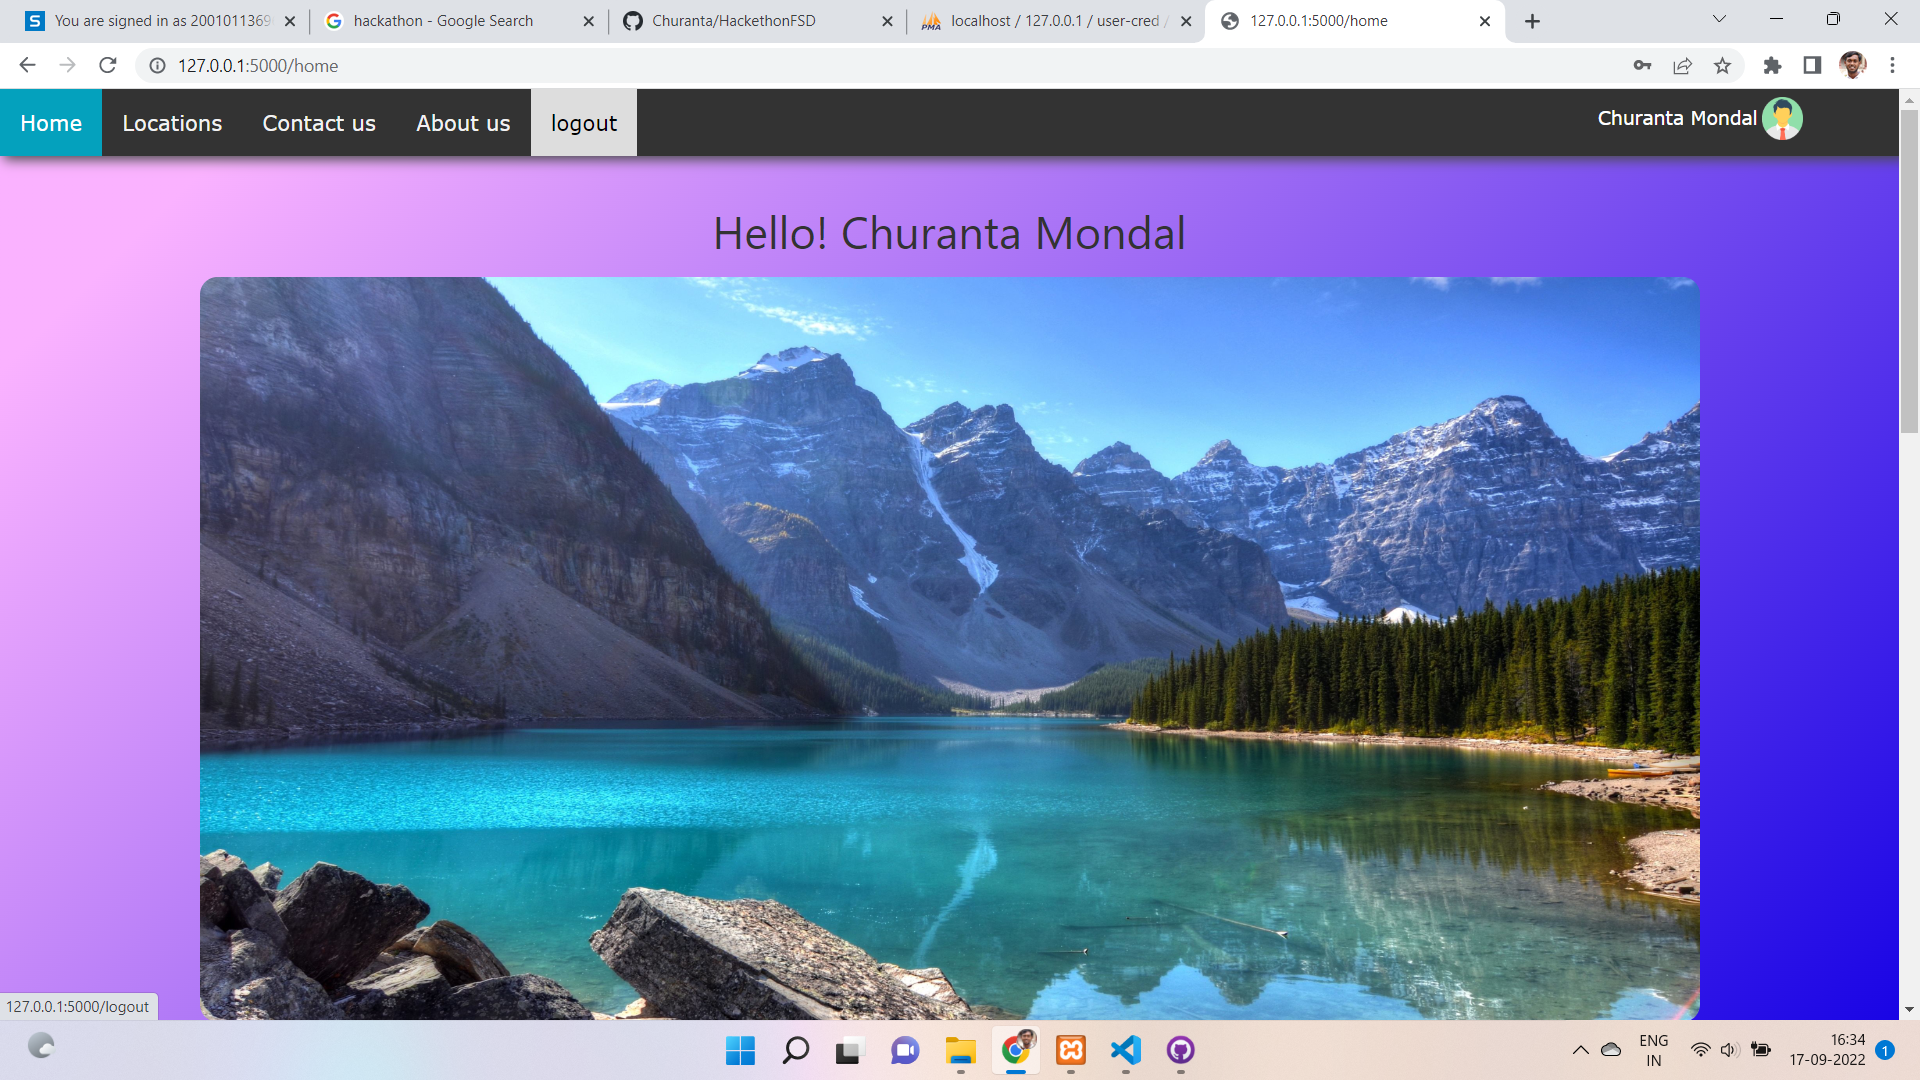 You are signed in as 2001011369
hackathon - Google Search
Churanta/HackethonFSD
PMA
localhost / 127.0.0.1 / user-cred /
127.0.0.1:5000/home
127.0.0.1:5000/home
Home
Locations
Contact us
About us
logout
Churanta Mondal
Hello! Churanta Mondal
127.0.0.1:5000/logout
ENG
IN
16:34
17-09-2022
1